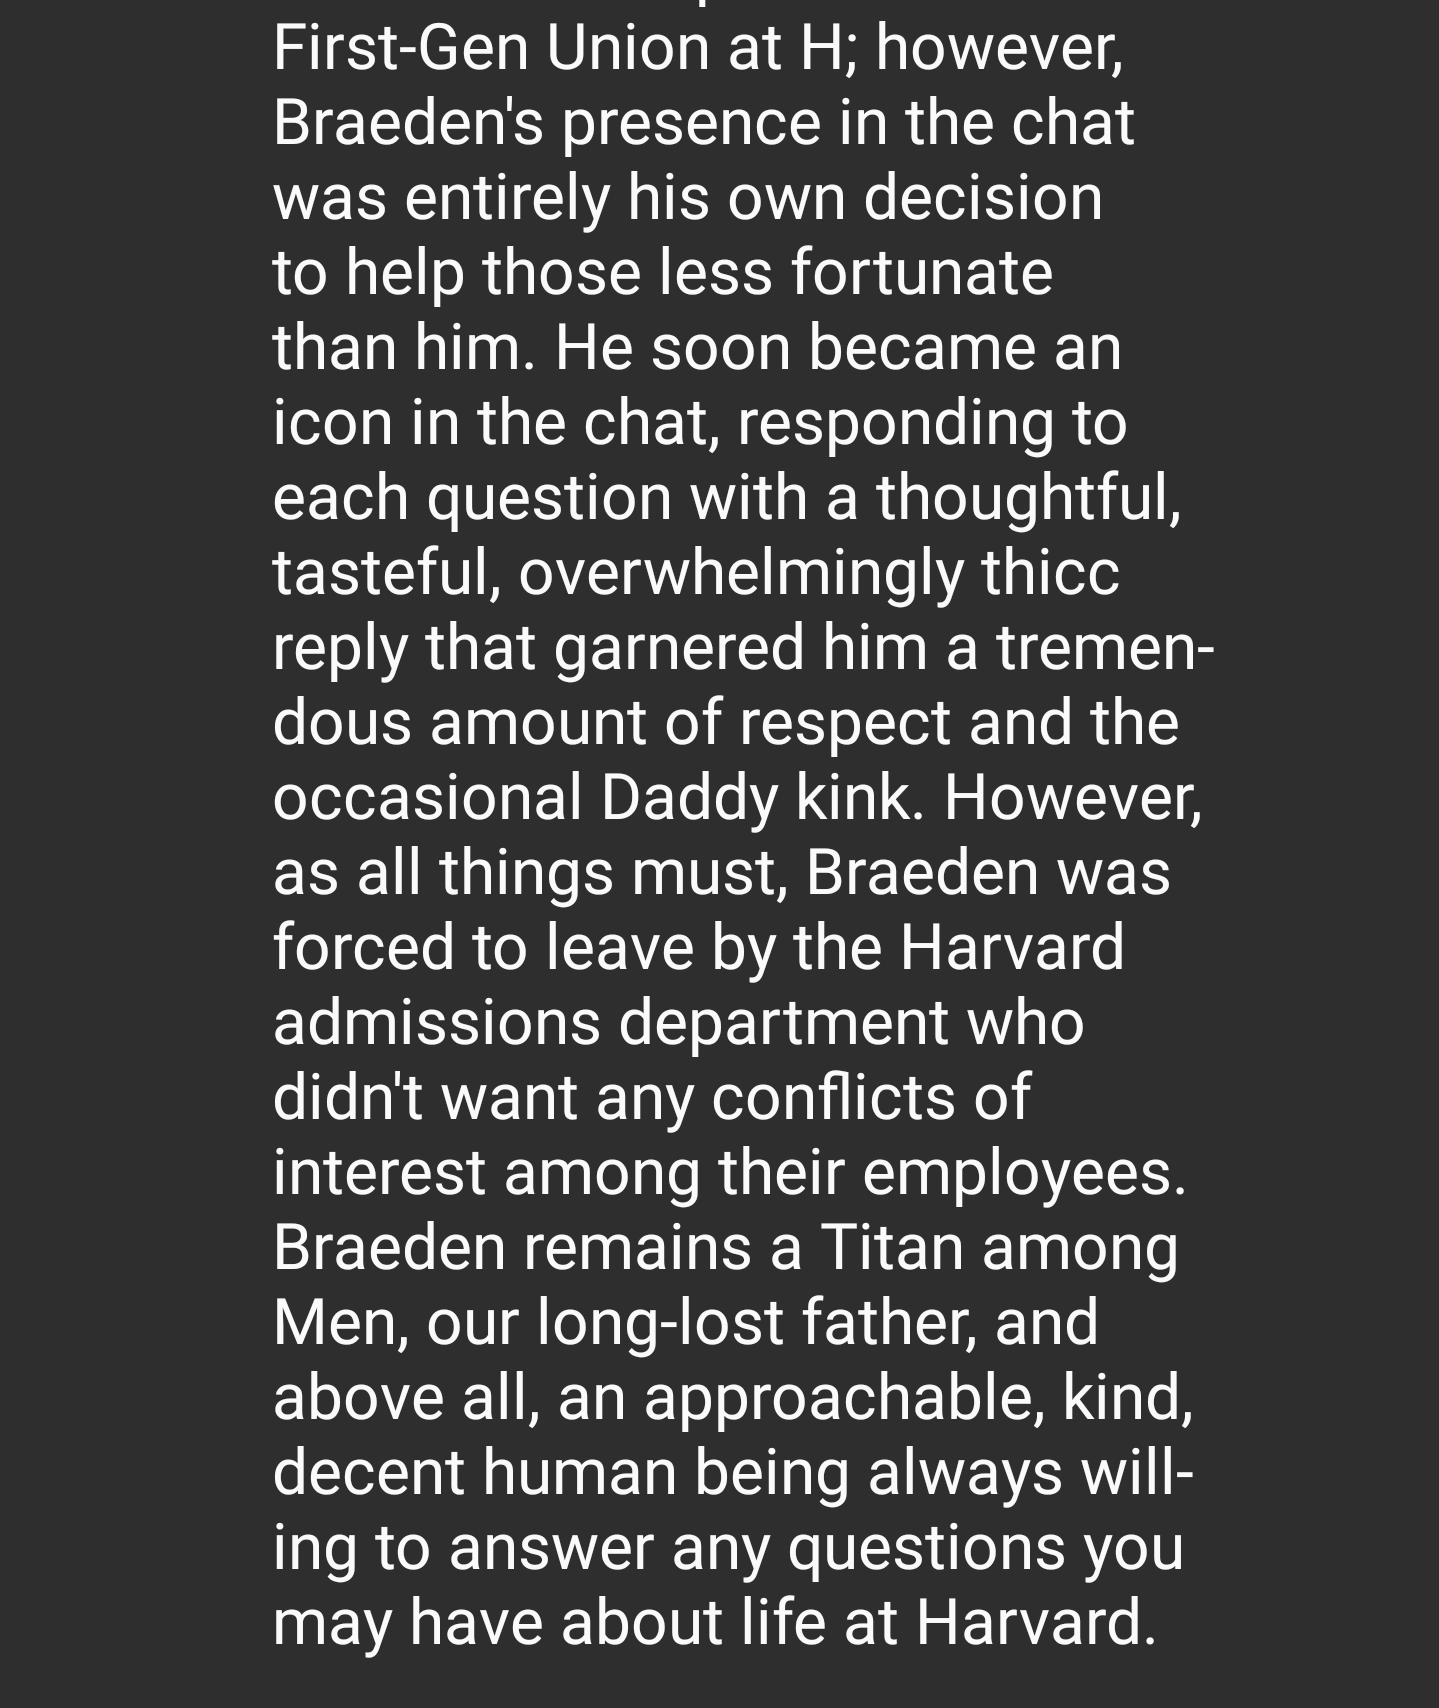 First-Gen Union at H; however,
Braeden's presence in the chat
was entirely his own decision
to help those less fortunate
than him. He soon became an
icon in the chat, responding to
each question with a thoughtful,
tasteful, overwhelmingly thicc
reply that garnered him a tremen-
dous amount of respect and the
occasional Daddy kink. However,
as all things must, Braeden was
forced to leave by the Harvard
admissions department who
didn't want any conflicts of
interest among their employees.
Braeden remains a Titan among
Men, our long-lost father, and
above all, an approachable, kind,
decent human being always will-
ing to answer any questions you
may have about life at Harvard.